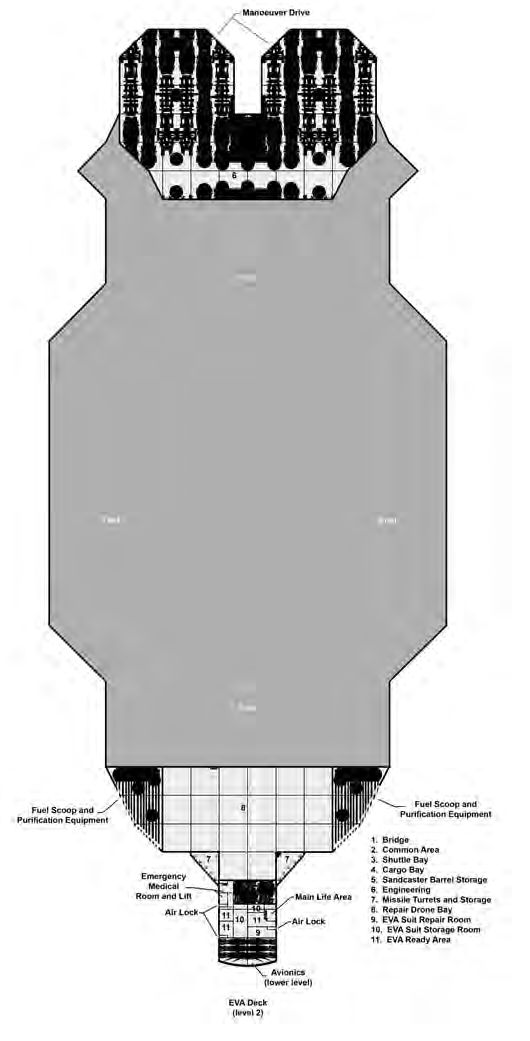 Manoeuver Drive
6
8
Fuel Scoop and
Purification Equipment
Fuel Scoop and
Purification Equipment
7
7
Emergency
Medical
Room and Lift
Main Life Area
Air Lock
10
11
10
11
Air Lock
11
9
Avionics
(lower level)
EVA Deck
(level 2)
1. Bridge
2. Common Area
3. Shuttle Bay
4. Cargo Bay
5. Sandcaster Barrel Storage
6. Engineering
7. Missile Turrets and Storage
8. Repair Drone Bay
9. EVA Suit Repair Room
10. EVA Suit Storage Room
11. EVA Ready Area